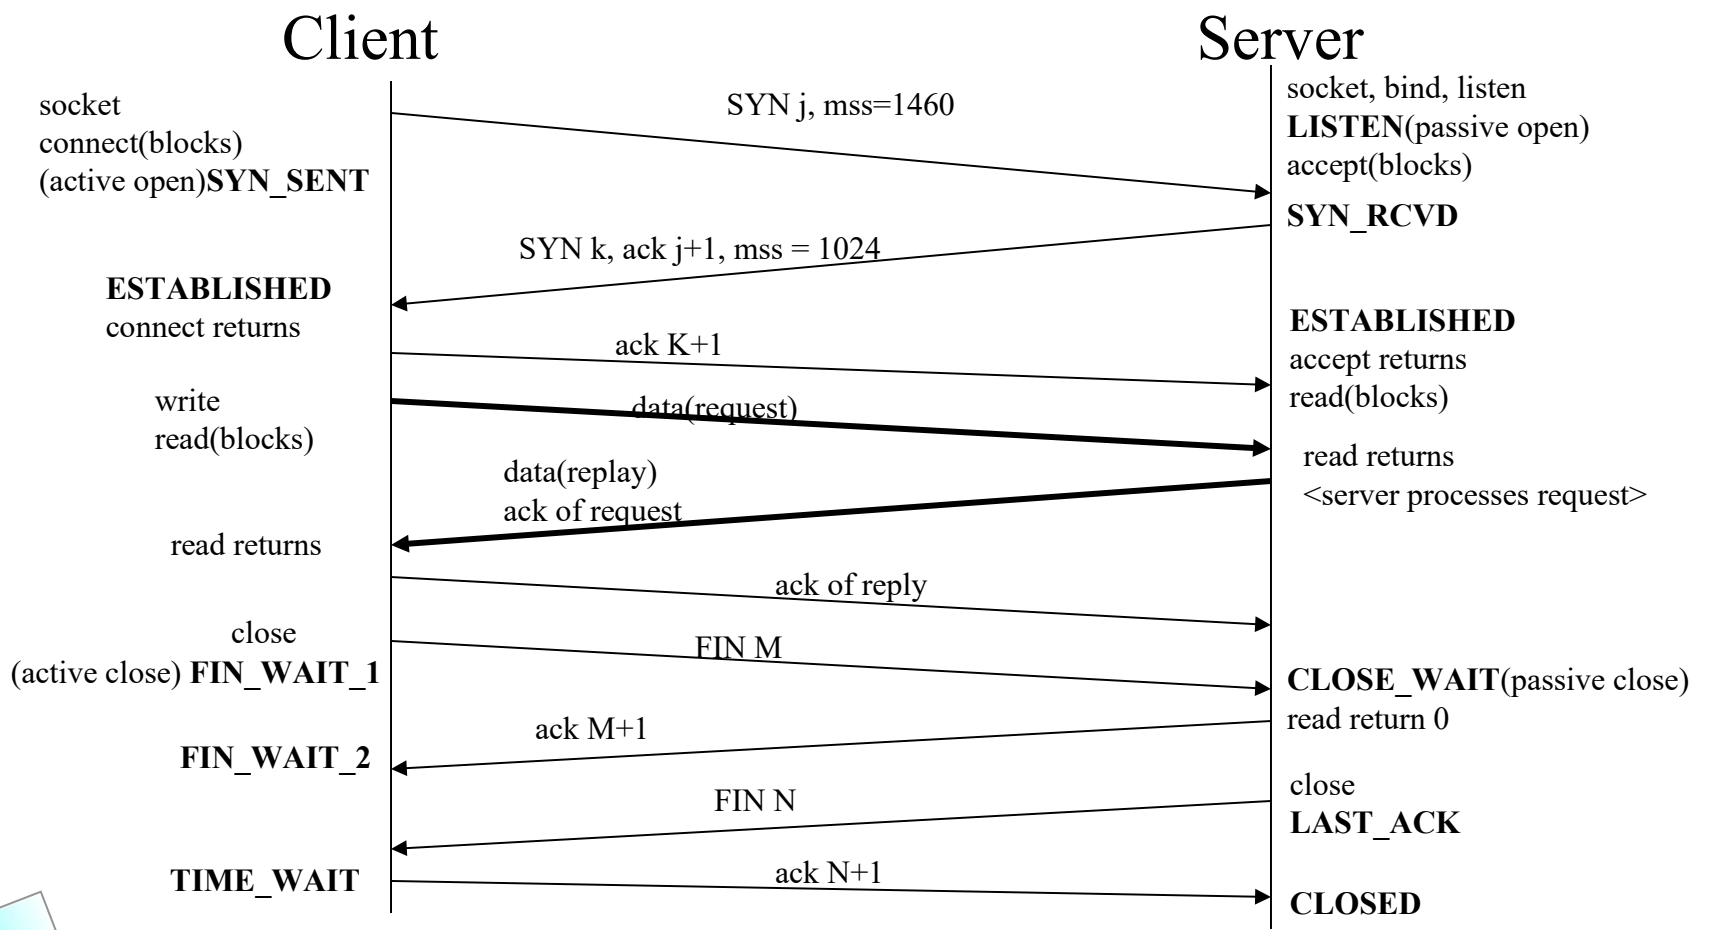 Client
Server
socket
connect(blocks)
(active open)SYN_SENT
SYN j, mss=1460
socket, bind, listen
LISTEN(passive open)
accept(blocks)
SYN_RCVD
SYN k, ack j+1, mss = 1024
ESTABLISHED
connect returns
ESTABLISHED
accept returns
read(blocks)
ack K+1
write
read(blocks)
data(request)
read returns
<server processes request>
data(replay)
ack of request
read returns
ack of reply
close
(active close) FIN_WAIT_1
FIN M
CLOSE_WAIT(passive close)
read return 0
ack M+1
FIN_WAIT_2
close
LAST_ACK
FIN N
TIME_WAIT
ack N+1
CLOSED